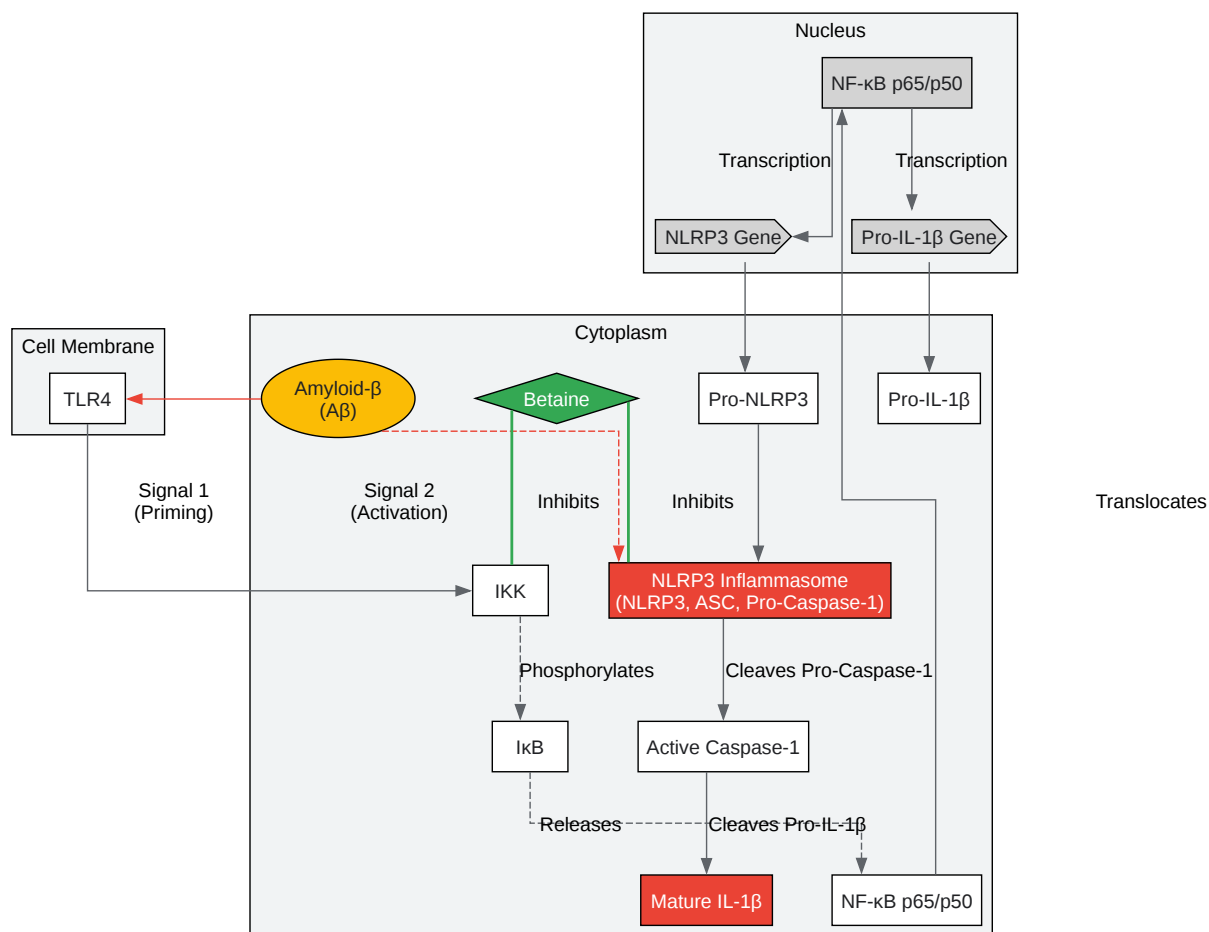 Nucleus
NF-κB p65/p50
Transcription
Transcription
NLRP3 Gene
Pro-IL-1β Gene
Cytoplasm
Cell Membrane
TLR4
Amyloid-β
(Aβ)
Betaine
Pro-NLRP3
Pro-IL-1β
Signal 1
(Priming)
Signal 2
(Activation)
Inhibits
Inhibits
Translocates
IKK
NLRP3 Inflammasome
(NLRP3, ASC, Pro-Caspase-1)
Phosphorylates
Cleaves Pro-Caspase-1
IκB
Active Caspase-1
Releases
Cleaves Pro-IL-1β
Mature IL-1β
NF-κB p65/p50